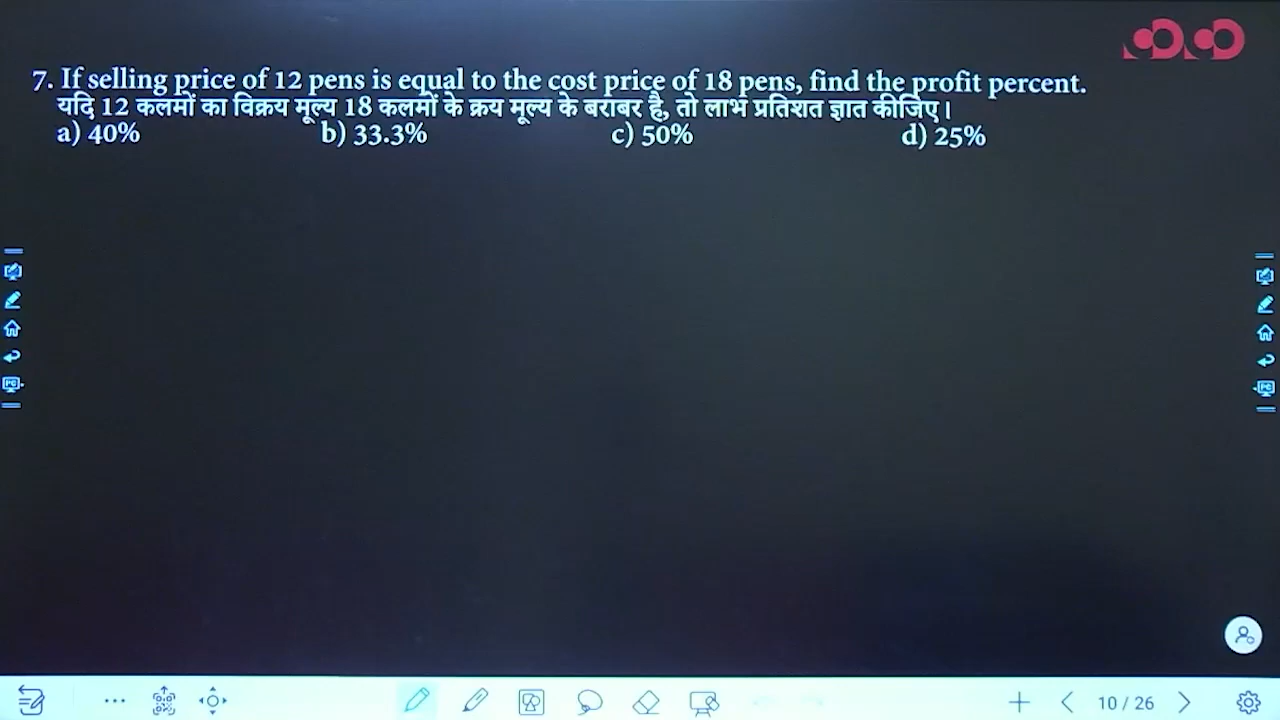 7. If selling price of 12 pens is equal to the cost price of 18 pens, find the profit percent.
यदि 12 कलमों का विक्रय मूल्य 18 कलमों के क्रय मूल्य के बराबर है, तो लाभ प्रतिशत ज्ञात कीजिए।
a) 40% b) 33.3% c) 50% d) 25%
10 / 26